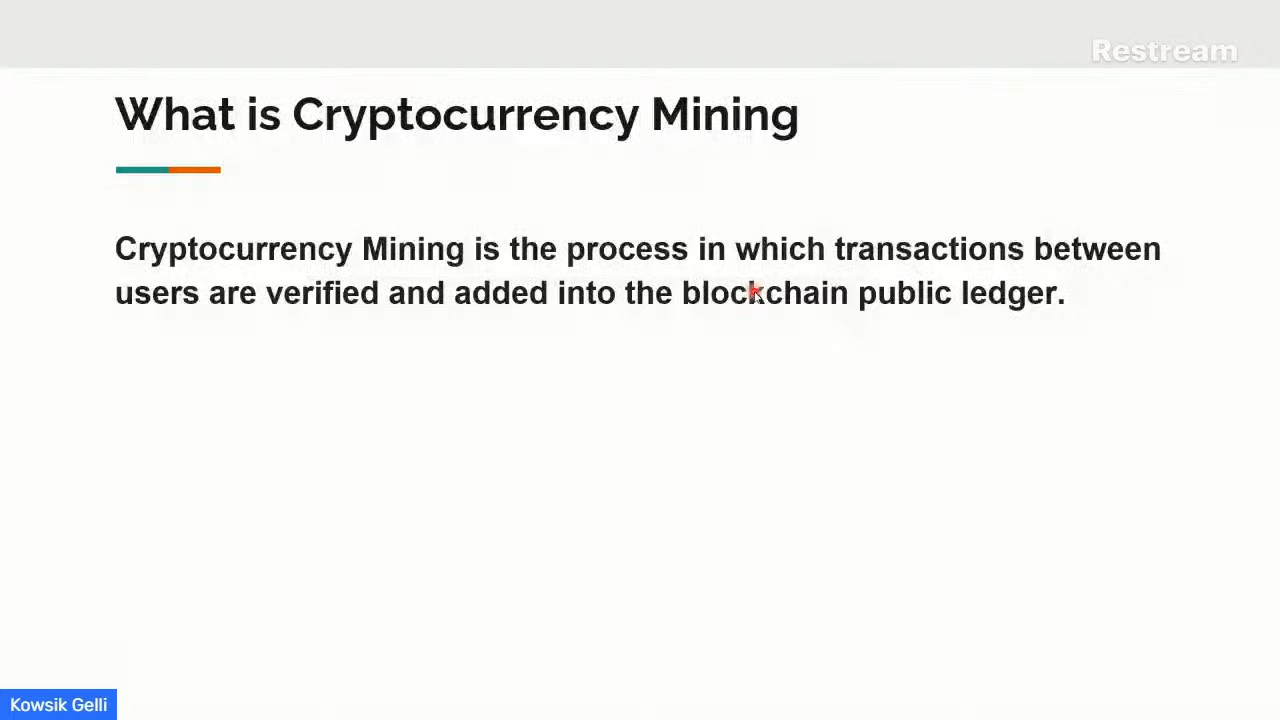 Restream
What is Cryptocurrency Mining
Cryptocurrency Mining is the process in which transactions between
users are verified and added into the blockchain public ledger.
Kowsik Gelli